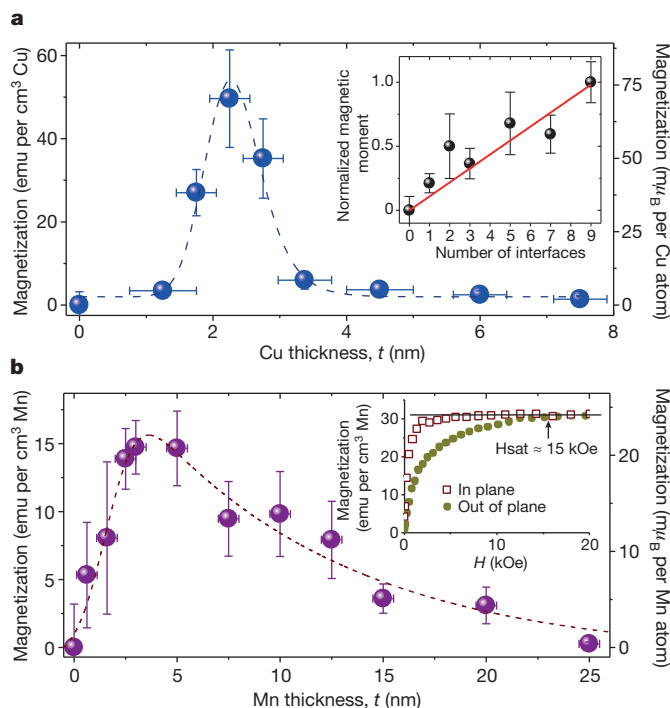 a
60
40
20
0
Magnetization (emu per cm³ Cu)
0
2
4
6
8
Cu thickness, t (nm)
75
50
25
0
Magnetization (mμB per Cu atom)
1.0
0.5
0
Normalized magnetic
moment
0 1 2 3 4 5 6 7 8 9
Number of interfaces
b
15
10
5
0
Magnetization (emu per cm³ Mn)
0
5
10
15
20
25
Mn thickness, t (nm)
20
10
0
Magnetization (mμB per Mn atom)
30
20
10
0
Magnetization
(emu per cm³ Mn)
Hsat ≈ 15 kOe
In plane
Out of plane
0
10
20
H (kOe)